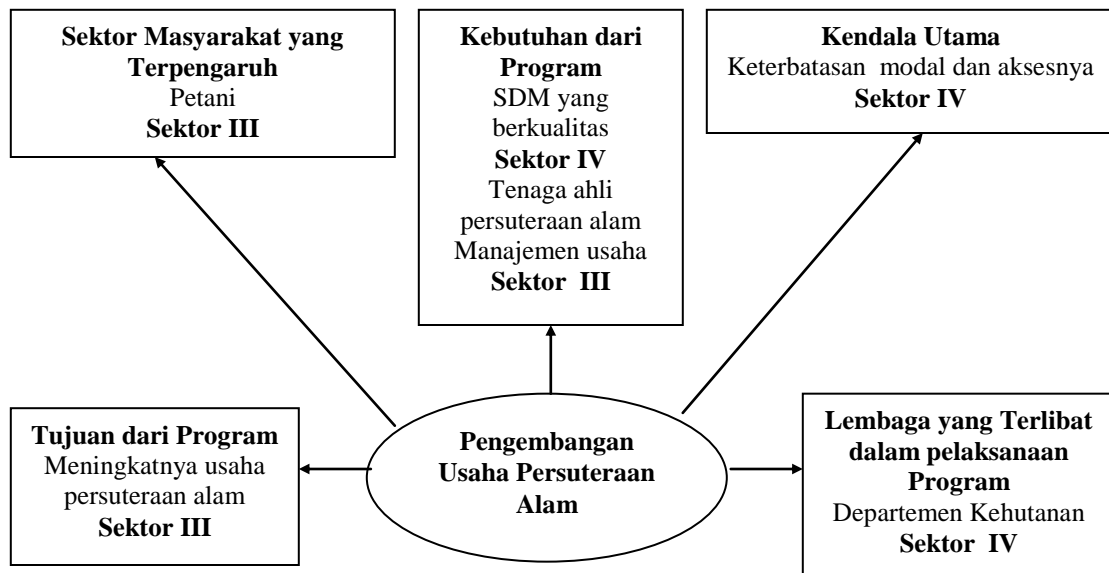 Sektor Masyarakat yang
Terpengaruh
Petani
Sektor III
Kebutuhan dari
Program
SDM yang
berkualitas
Sektor IV
Tenaga ahli
persuteraan alam
Manajemen usaha
Sektor III
Kendala Utama
Keterbatasan modal dan aksesnya
Sektor IV
Tujuan dari Program
Meningkatnya usaha
persuteraan alam
Sektor III
Pengembangan
Usaha Persuteraan
Alam
Lembaga yang Terlibat
dalam pelaksanaan
Program
Departemen Kehutanan
Sektor IV